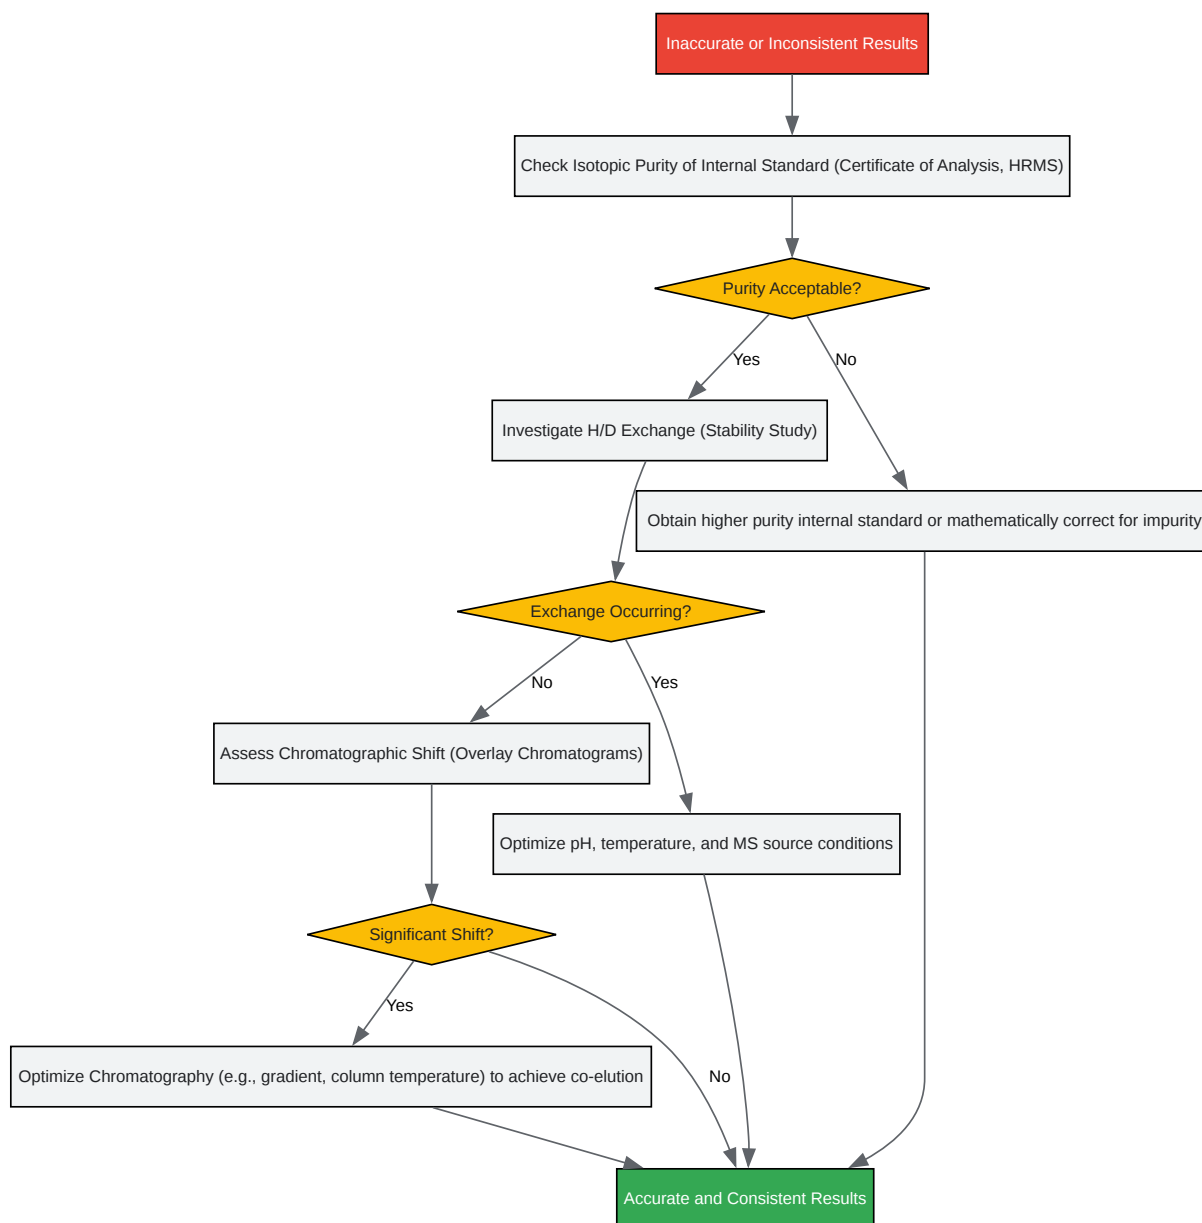 Inaccurate or Inconsistent Results
Check Isotopic Purity of Internal Standard (Certificate of Analysis, HRMS)
Purity Acceptable?
Yes
No
Investigate H/D Exchange (Stability Study)
Obtain higher purity internal standard or mathematically correct for impurity
Exchange Occurring?
No
Yes
Assess Chromatographic Shift (Overlay Chromatograms)
Optimize pH, temperature, and MS source conditions
Significant Shift?
Yes
No
Optimize Chromatography (e.g., gradient, column temperature) to achieve co-elution
Accurate and Consistent Results